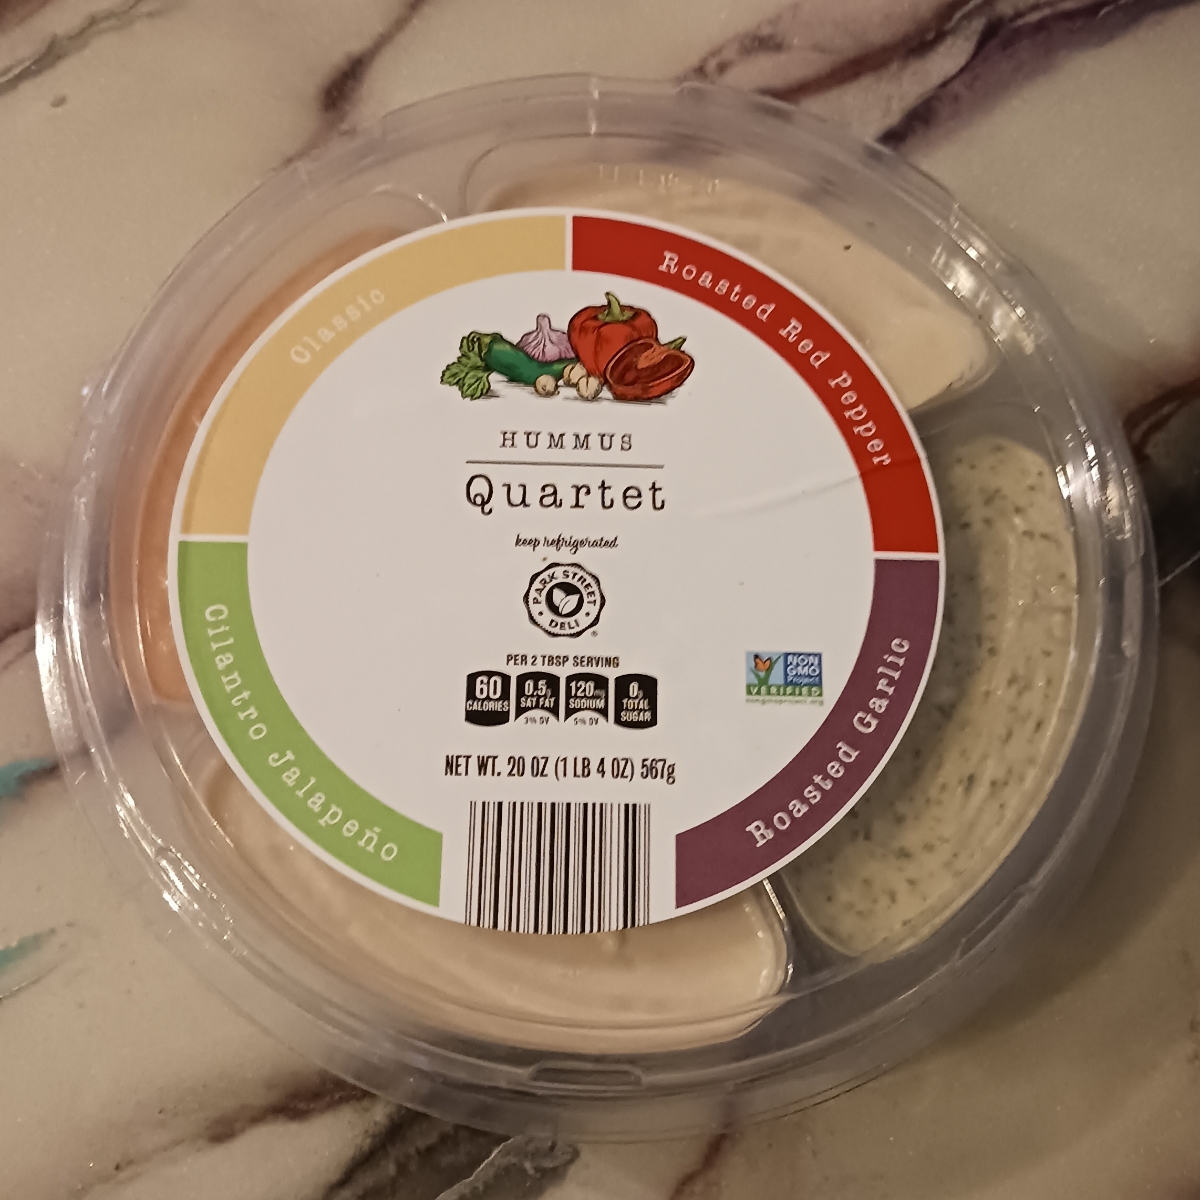 Classic
Roasted Red Pepper
HUMMUS
Quartet
keep refrigerated
PARK STREET
DELI
®
PER 2 TBSP SERVING
60
CALORIES
0.5g
SAT FAT
3% DV
120mg
SODIUM
5% DV
0g
TOTAL
SUGAR
NON
GMO
Project
VERIFIED
nongmoproject.org
NET WT. 20 OZ (1 LB 4 OZ) 567g
Cilantro Jalapeño
Roasted Garlic